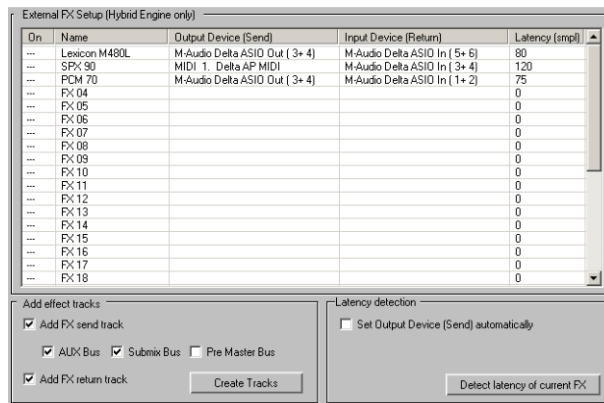 External FX Setup (Hybrid Engine only)
On Name Output Device (Send) Input Device (Return) Latency (smpl)
--- Lexicon M480L M-Audio Delta ASIO Out ( 3+ 4) M-Audio Delta ASIO In ( 5+ 6) 80
--- SPX 90 MIDI 1. Delta AP MIDI M-Audio Delta ASIO In ( 3+ 4) 120
--- PCM 70 M-Audio Delta ASIO Out ( 3+ 4) M-Audio Delta ASIO In ( 1+ 2) 75
--- FX 04 0
--- FX 05 0
--- FX 06 0
--- FX 07 0
--- FX 08 0
--- FX 09 0
--- FX 10 0
--- FX 11 0
--- FX 12 0
--- FX 13 0
--- FX 14 0
--- FX 15 0
--- FX 16 0
--- FX 17 0
--- FX 18 0
Add effect tracks
Add FX send track
AUX Bus Submix Bus Pre Master Bus
Add FX return track
Create Tracks
Latency detection
Set Output Device (Send) automatically
Detect latency of current FX